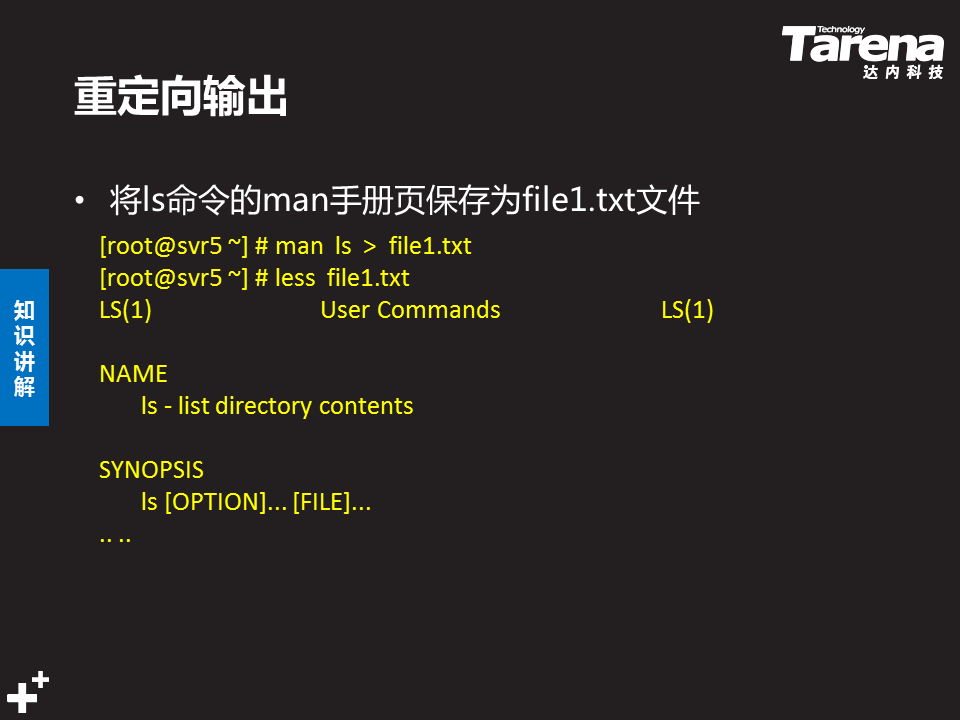 Technology
Tarena
达内科技
重定向输出
• 将ls命令的man手册页保存为file1.txt文件
[root@svr5 ~] # man  ls  >  file1.txt
[root@svr5 ~] # less  file1.txt
LS(1)                    User Commands                    LS(1)
NAME
ls - list directory contents
SYNOPSIS
ls [OPTION]... [FILE]...
.. ..
知识讲解